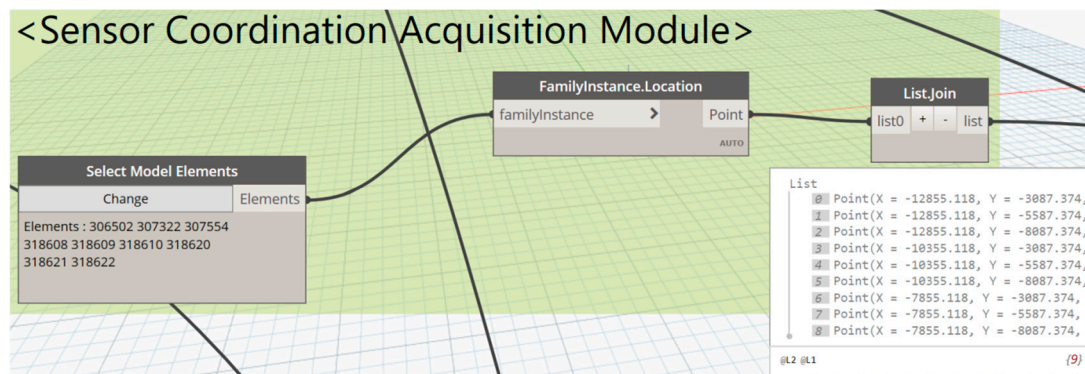 <Sensor Coordination Acquisition Module>
FamilyInstance.Location
familyInstance > Point
AUTO
List.Join
list0 + - list
Select Model Elements
Change Elements
Elements : 306502 307322 307554
318608 318609 318610 318620
318621 318622
List
0 Point(X = -12855.118, Y = -3087.374,
1 Point(X = -12855.118, Y = -5587.374,
2 Point(X = -12855.118, Y = -8087.374,
3 Point(X = -10355.118, Y = -3087.374,
4 Point(X = -10355.118, Y = -5587.374,
5 Point(X = -10355.118, Y = -8087.374,
6 Point(X = -7855.118, Y = -3087.374,
7 Point(X = -7855.118, Y = -5587.374,
8 Point(X = -7855.118, Y = -8087.374,
@L2 @L1 {9}